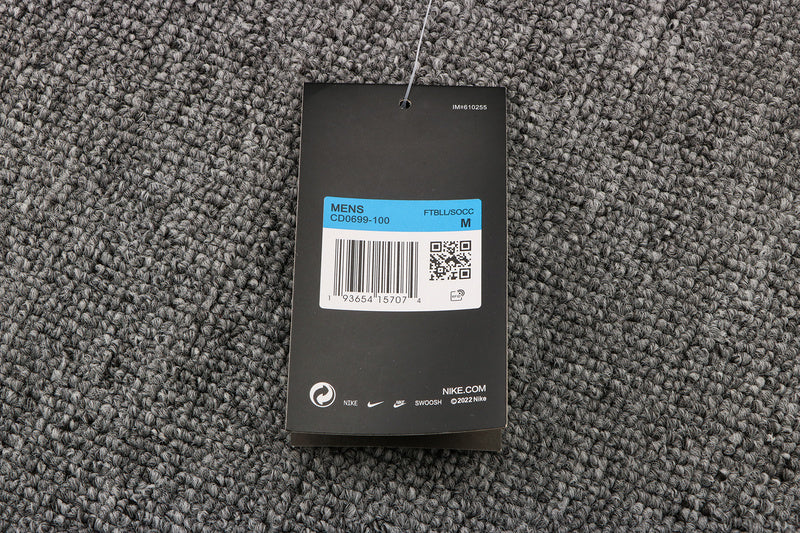 IM#610255
MENS
CD0699-100
FTBLL/SOCC
M
1 93654 15707 4
NIKE.COM
NIKE SWOOSH ©2022 Nike